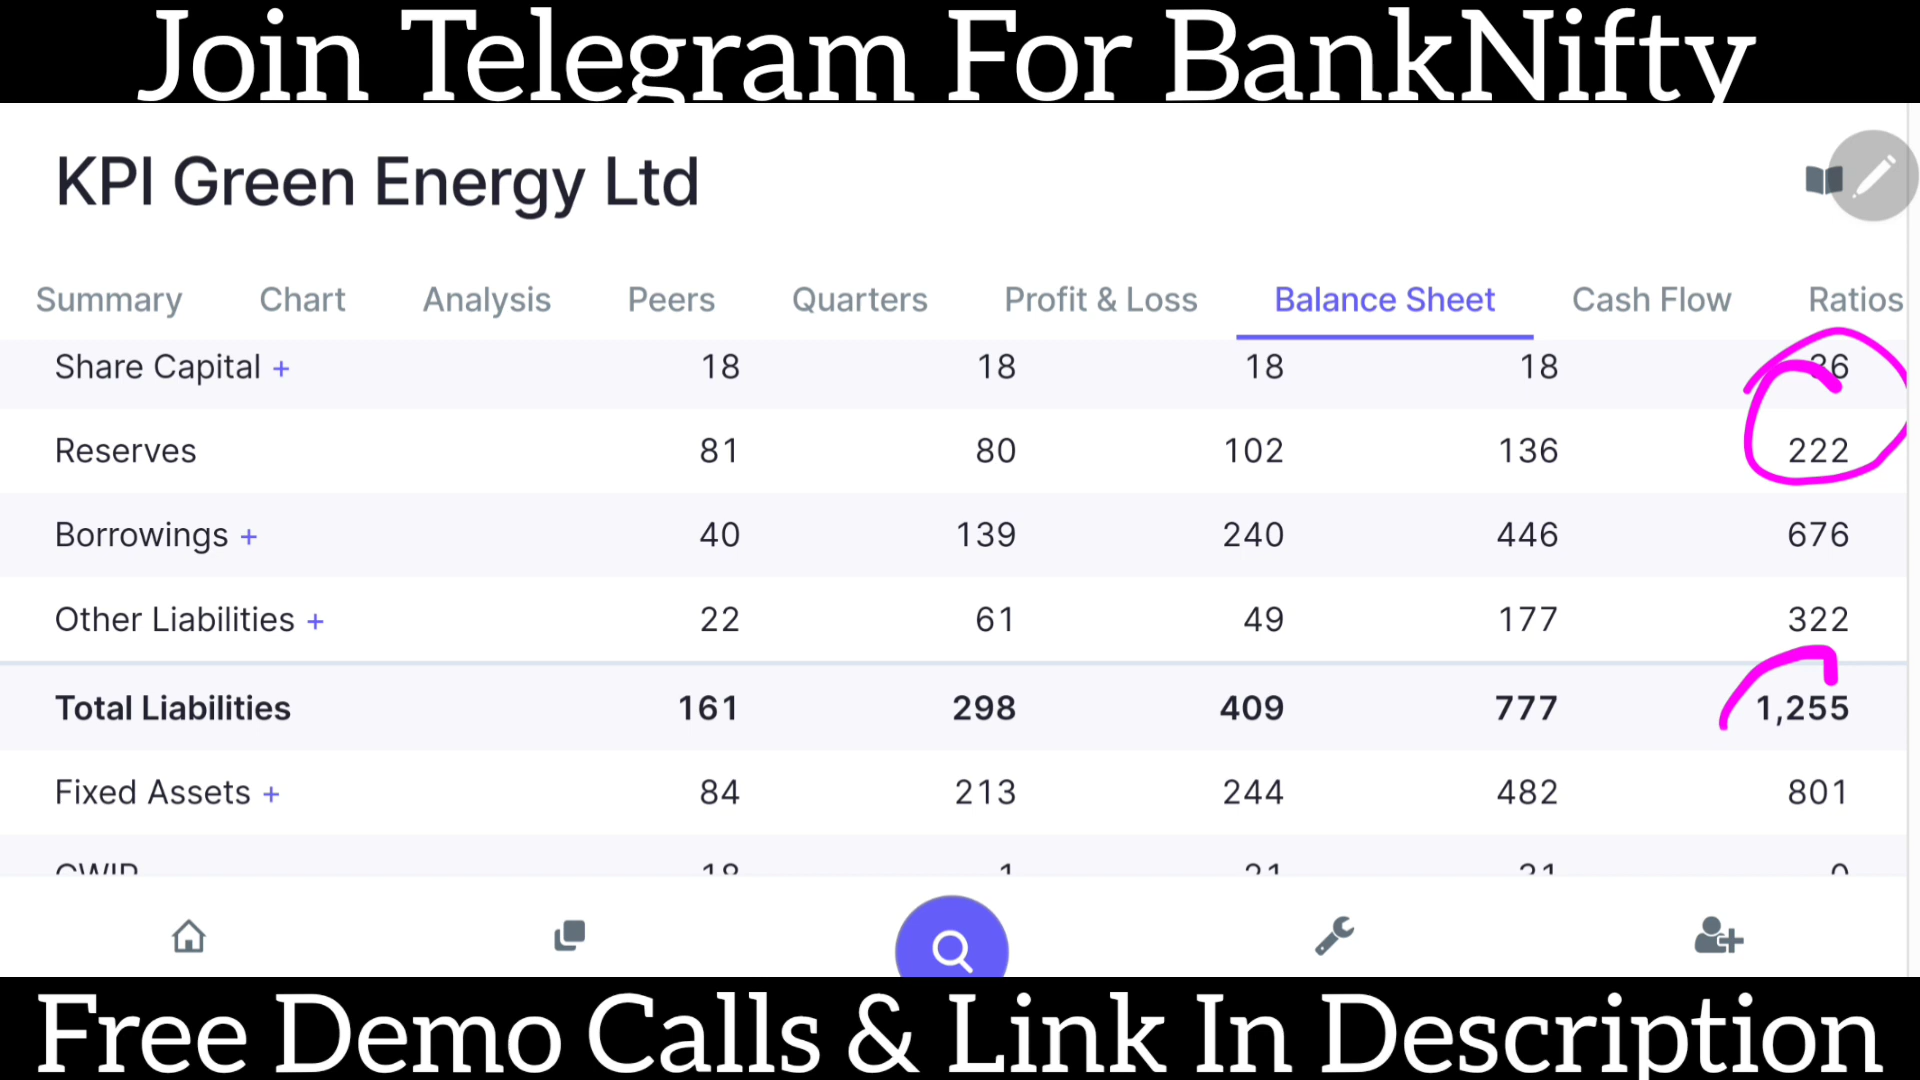 Join Telegram For BankNifty
KPI Green Energy Ltd
Summary Chart Analysis Peers Quarters Profit & Loss Balance Sheet Cash Flow Ratios
Share Capital + 18 18 18 18 36
Reserves 81 80 102 136 222
Borrowings + 40 139 240 446 676
Other Liabilities + 22 61 49 177 322
Total Liabilities 161 298 409 777 1,255
Fixed Assets + 84 213 244 482 801
CWIP
Free Demo Calls & Link In Description